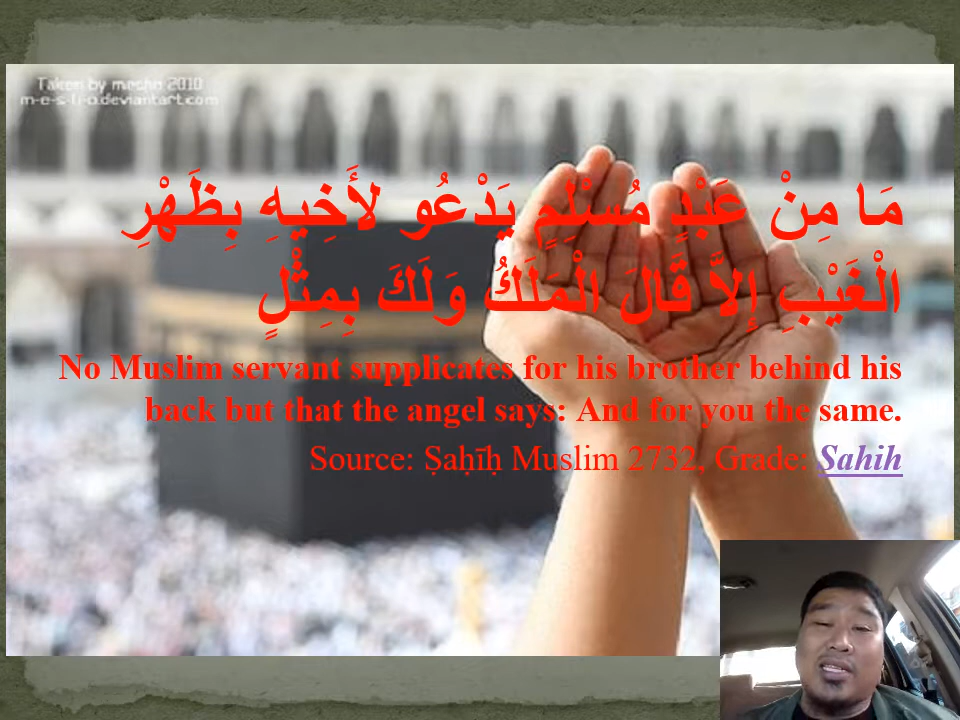 Taken by mesho 2010
m-e-s-h-o.deviantart.com
مَا مِنْ عَبْدٍ مُسْلِمٍ يَدْعُو لأَخِيهِ بِظَهْرِ
الْغَيْبِ إِلاَّ قَالَ الْمَلَكُ وَلَكَ بِمِثْلٍ
No Muslim servant supplicates for his brother behind his
back but that the angel says: And for you the same.
Source: Ṣaḥīḥ Muslim 2732, Grade: Sahih